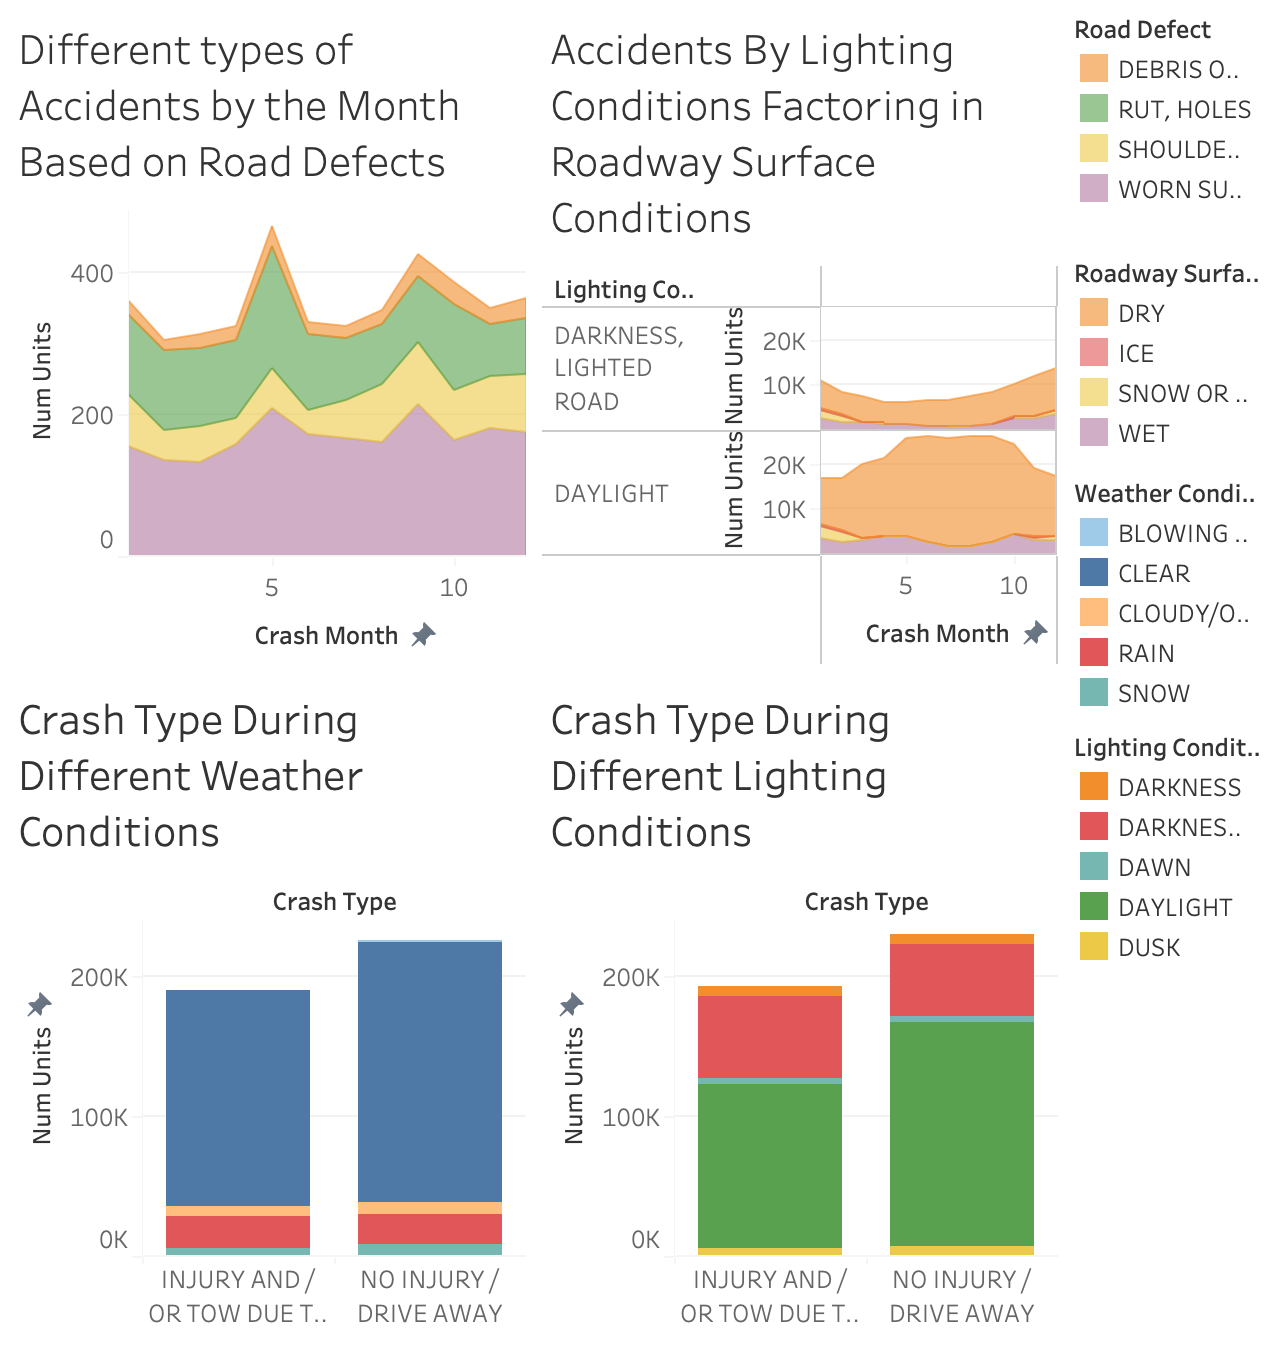 Different types of
Accidents by the Month
Based on Road Defects
Num Units
400
200
0
5
10
Crash Month
Accidents By Lighting
Conditions Factoring in
Roadway Surface
Conditions
Lighting Co..
DARKNESS,
LIGHTED
ROAD
Num Units
20K
10K
DAYLIGHT
Num Units
20K
10K
5
10
Crash Month
Road Defect
DEBRIS O..
RUT, HOLES
SHOULDE..
WORN SU..
Roadway Surfa..
DRY
ICE
SNOW OR ..
WET
Weather Condi..
BLOWING ..
CLEAR
CLOUDY/O..
RAIN
SNOW
Lighting Condit..
DARKNESS
DARKNES..
DAWN
DAYLIGHT
DUSK
Crash Type During
Different Weather
Conditions
Crash Type
Num Units
200K
100K
0K
INJURY AND /
OR TOW DUE T..
NO INJURY /
DRIVE AWAY
Crash Type During
Different Lighting
Conditions
Crash Type
Num Units
200K
100K
0K
INJURY AND /
OR TOW DUE T..
NO INJURY /
DRIVE AWAY